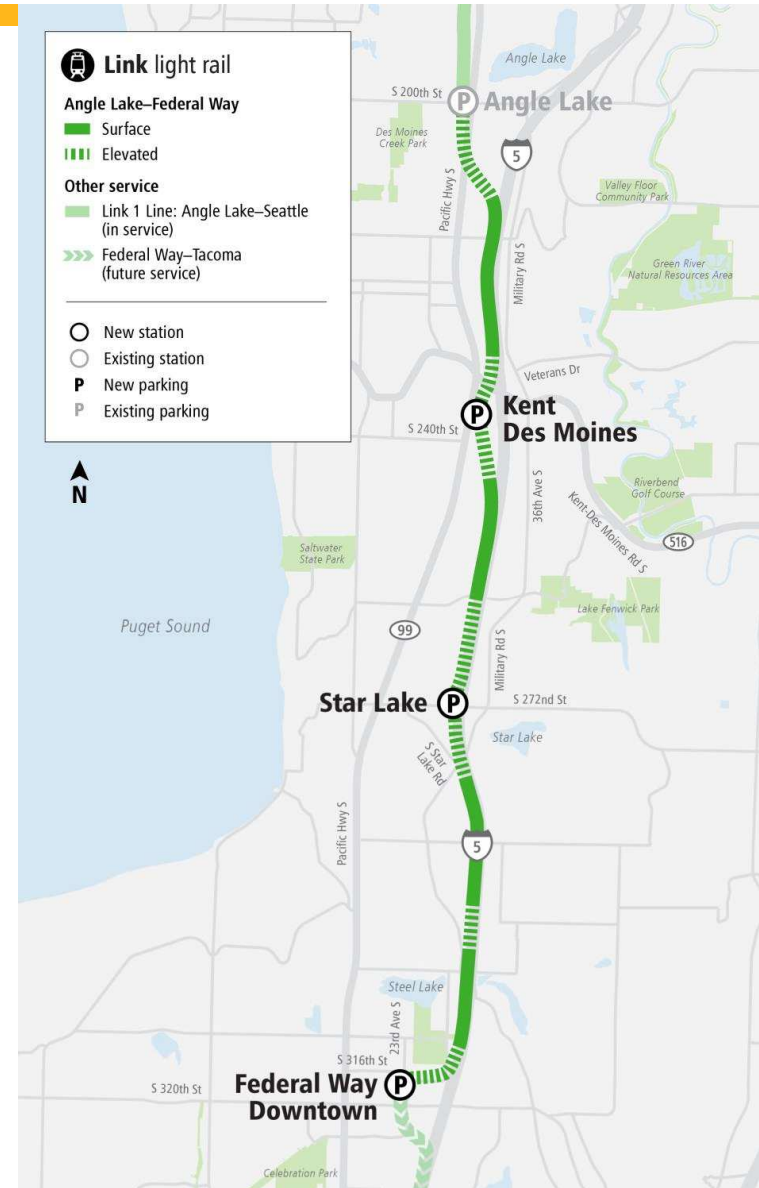 Link light rail
Angle Lake–Federal Way
Surface
Elevated
Other service
Link 1 Line: Angle Lake–Seattle
(in service)
Federal Way–Tacoma
(future service)
New station
Existing station
P New parking
P Existing parking
N
Angle Lake
S 200th St
P Angle Lake
Des Moines
Creek Park
5
Pacific Hwy S
Valley Floor
Community Park
Military Rd S
Green River
Natural Resources Area
Veterans Dr
P Kent
Des Moines
S 240th St
36th Ave S
Riverbend
Golf Course
Kent-Des Moines Rd S
516
Saltwater
State Park
Lake Fenwick Park
Puget Sound
99
Military Rd S
Star Lake P
S 272nd St
Star Lake
S Star
Lake Rd
Pacific Hwy S
5
Steel Lake
23rd Ave S
S 316th St
Federal Way P
Downtown
S 320th St
Celebration Park